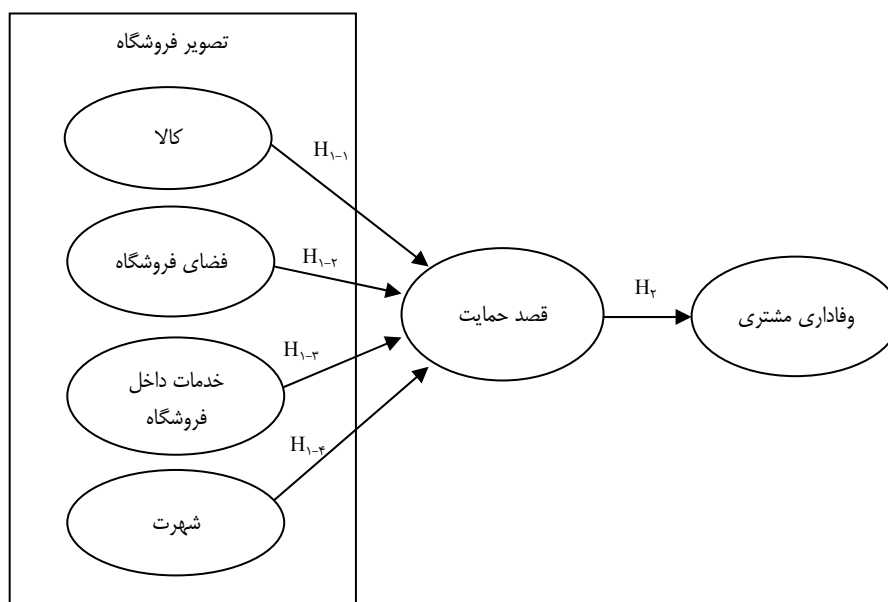 تصویر فروشگاه
کالا
H۱-۱
فضای فروشگاه
H۱-۲
قصد حمایت
H۲
وفاداری مشتری
خدمات داخل
فروشگاه
H۱-۳
H۱-۴
شهرت